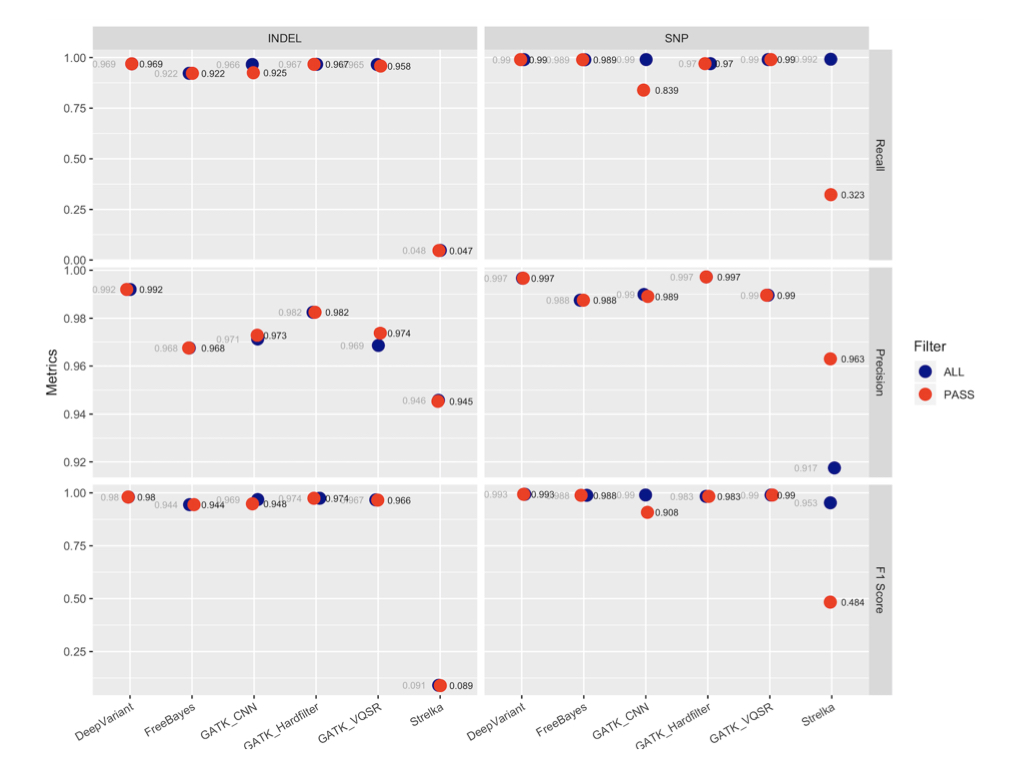 INDEL SNP
1.00 0.969 0.969 0.922 0.922 0.966 0.925 0.967 0.967 0.965 0.958 0.99 0.99 0.989 0.989 0.99 0.839 0.97 0.97 0.99 0.99 0.992
0.75
0.50
0.25 0.323
0.00 0.048 0.047
Recall
1.00 0.992 0.992 0.997 0.997 0.997 0.997
0.98 0.982 0.982 0.988 0.988 0.99 0.989 0.99 0.99
0.968 0.968 0.971 0.973 0.969 0.974
0.96 0.963
0.94 0.946 0.945
0.92 0.917
Metrics
Precision
1.00 0.98 0.98 0.944 0.944 0.969 0.948 0.974 0.974 0.967 0.966 0.993 0.993 0.988 0.988 0.99 0.908 0.983 0.983 0.99 0.99 0.953
0.75
0.50 0.484
0.25
0.091 0.089
F1 Score
DeepVariant FreeBayes GATK_CNN GATK_Hardfilter GATK_VQSR Strelka DeepVariant FreeBayes GATK_CNN GATK_Hardfilter GATK_VQSR Strelka
Filter
ALL
PASS